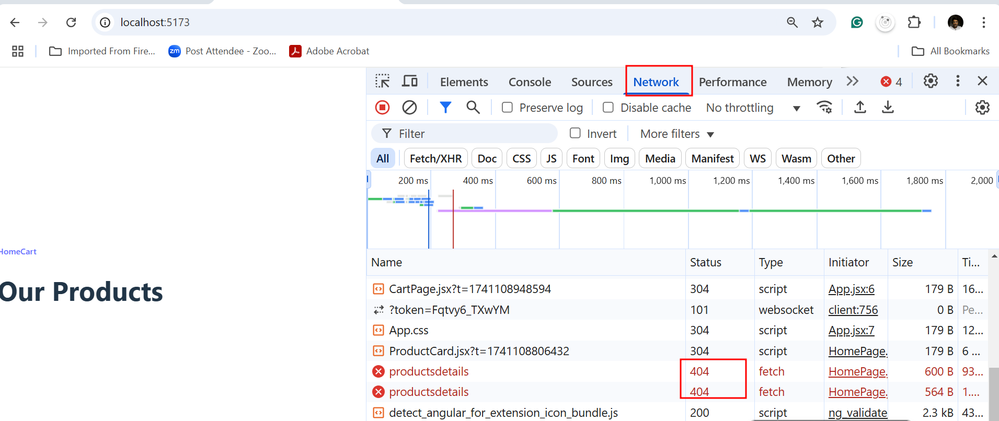 localhost:5173
Imported From Fire... Post Attendee - Zoo... Adobe Acrobat All Bookmarks
Elements Console Sources Network Performance Memory 4
Preserve log Disable cache No throttling
Filter Invert More filters
All Fetch/XHR Doc CSS JS Font Img Media Manifest WS Wasm Other
200 ms 400 ms 600 ms 800 ms 1,000 ms 1,200 ms 1,400 ms 1,600 ms 1,800 ms 2,000
HomeCart
Our Products
Name Status Type Initiator Size Ti...
CartPage.jsx?t=1741108948594 304 script App.jsx:6 179 B 16...
?token=Fqtvy6_TXwYM 101 websocket client:756 0 B Pe...
App.css 304 script App.jsx:7 179 B 12...
ProductCard.jsx?t=1741108806432 304 script HomePage. 179 B 6 ...
productsdetails 404 fetch HomePage. 600 B 93...
productsdetails 404 fetch HomePage. 564 B 1....
detect_angular_for_extension_icon_bundle.js 200 script ng_validate 2.3 kB 43...